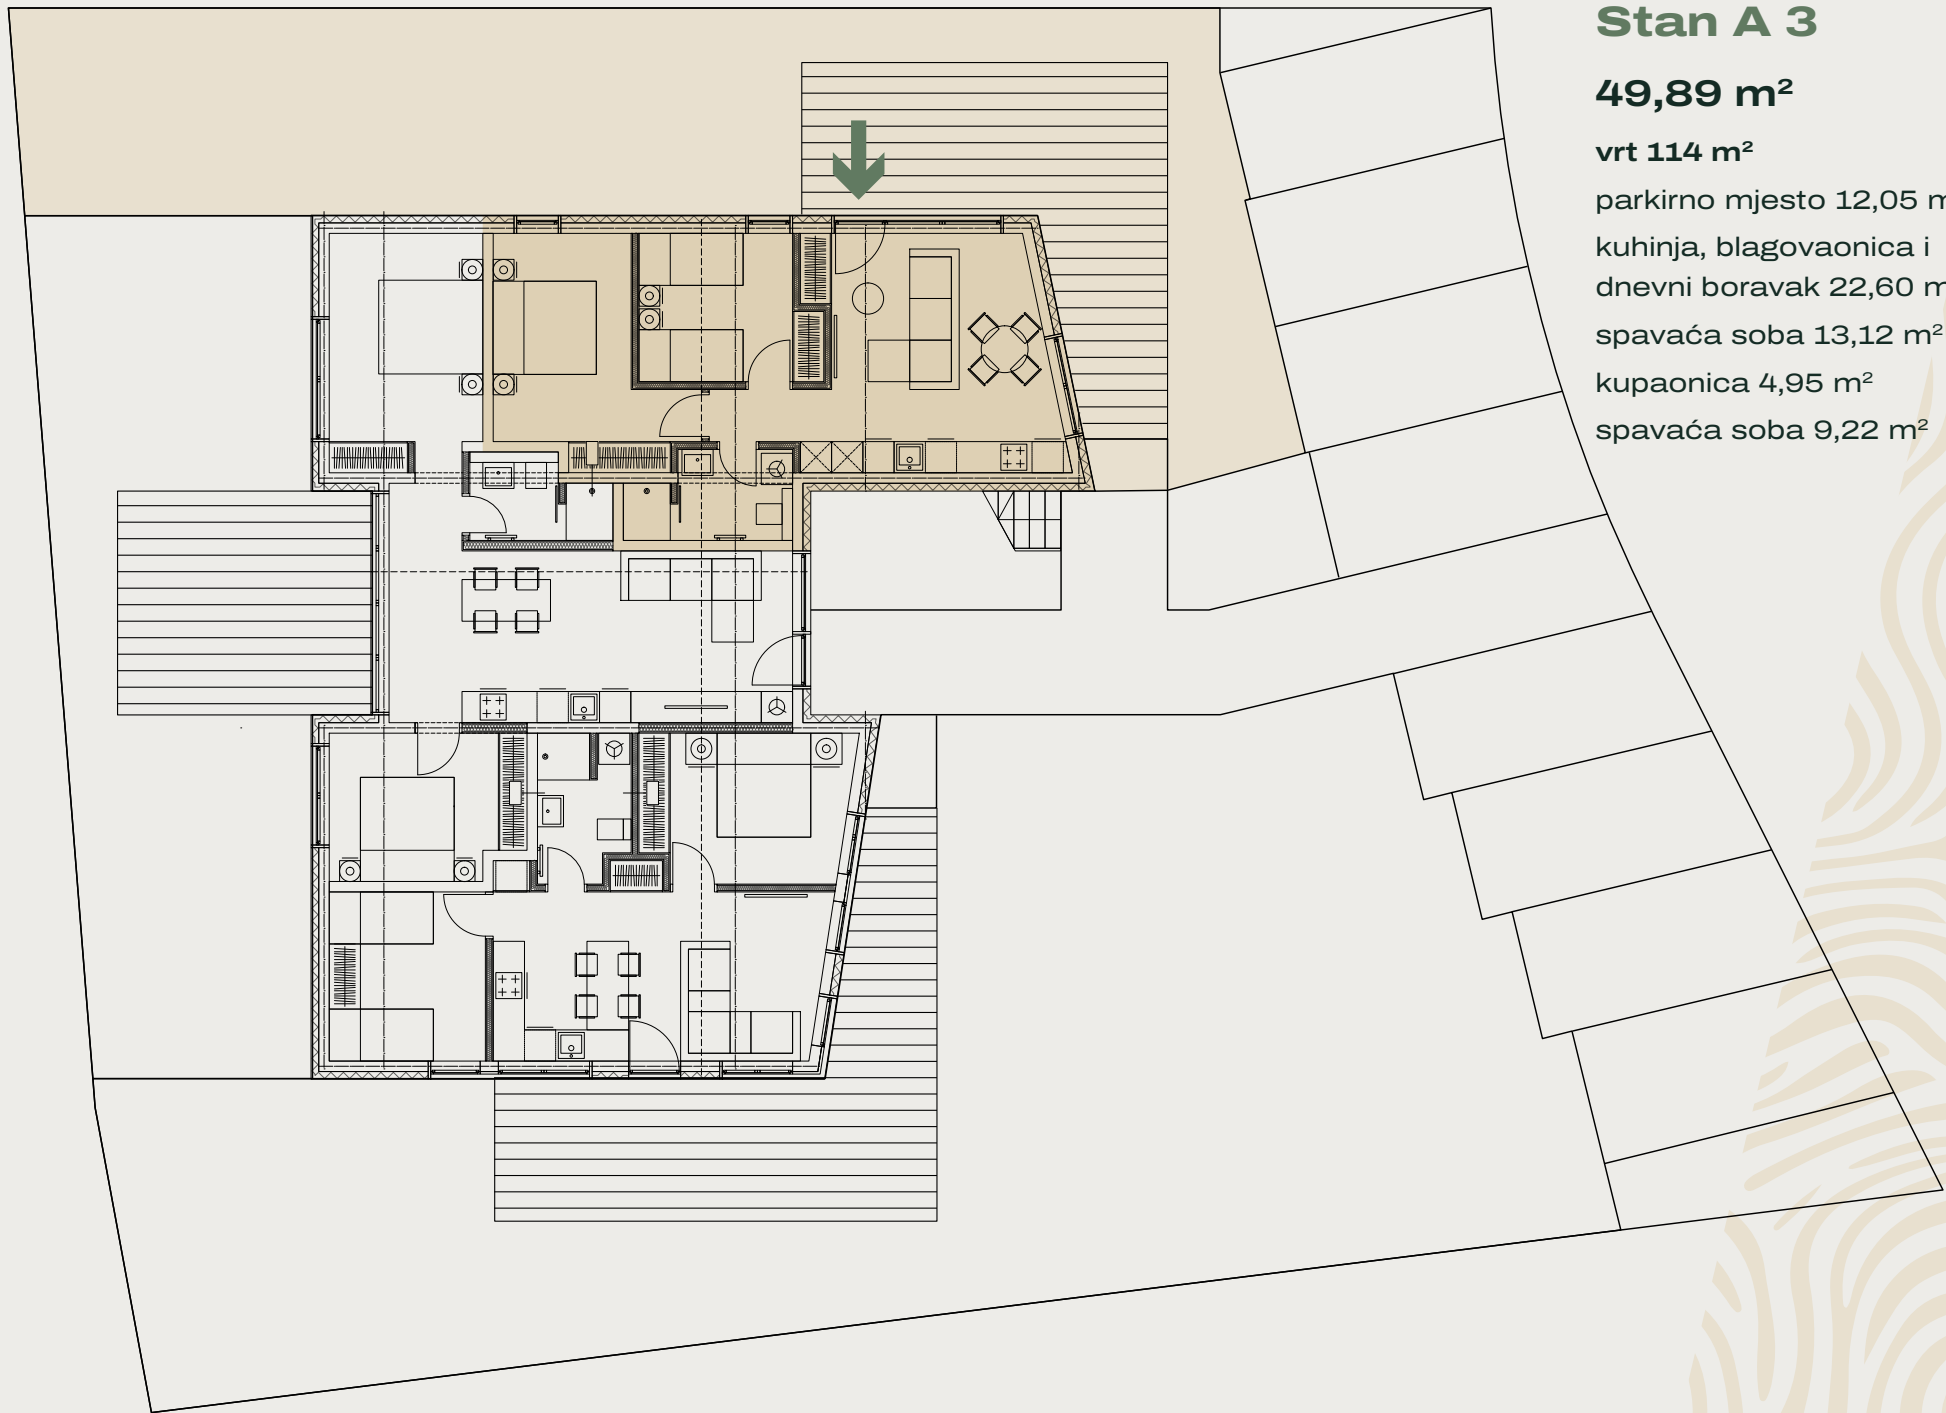 Stan A 3
49,89 m²
vrt 114 m²
parkirno mjesto 12,05 m
kuhinja, blagovaonica i
dnevni boravak 22,60 m
spavaća soba 13,12 m²
kupaonica 4,95 m²
spavaća soba 9,22 m²